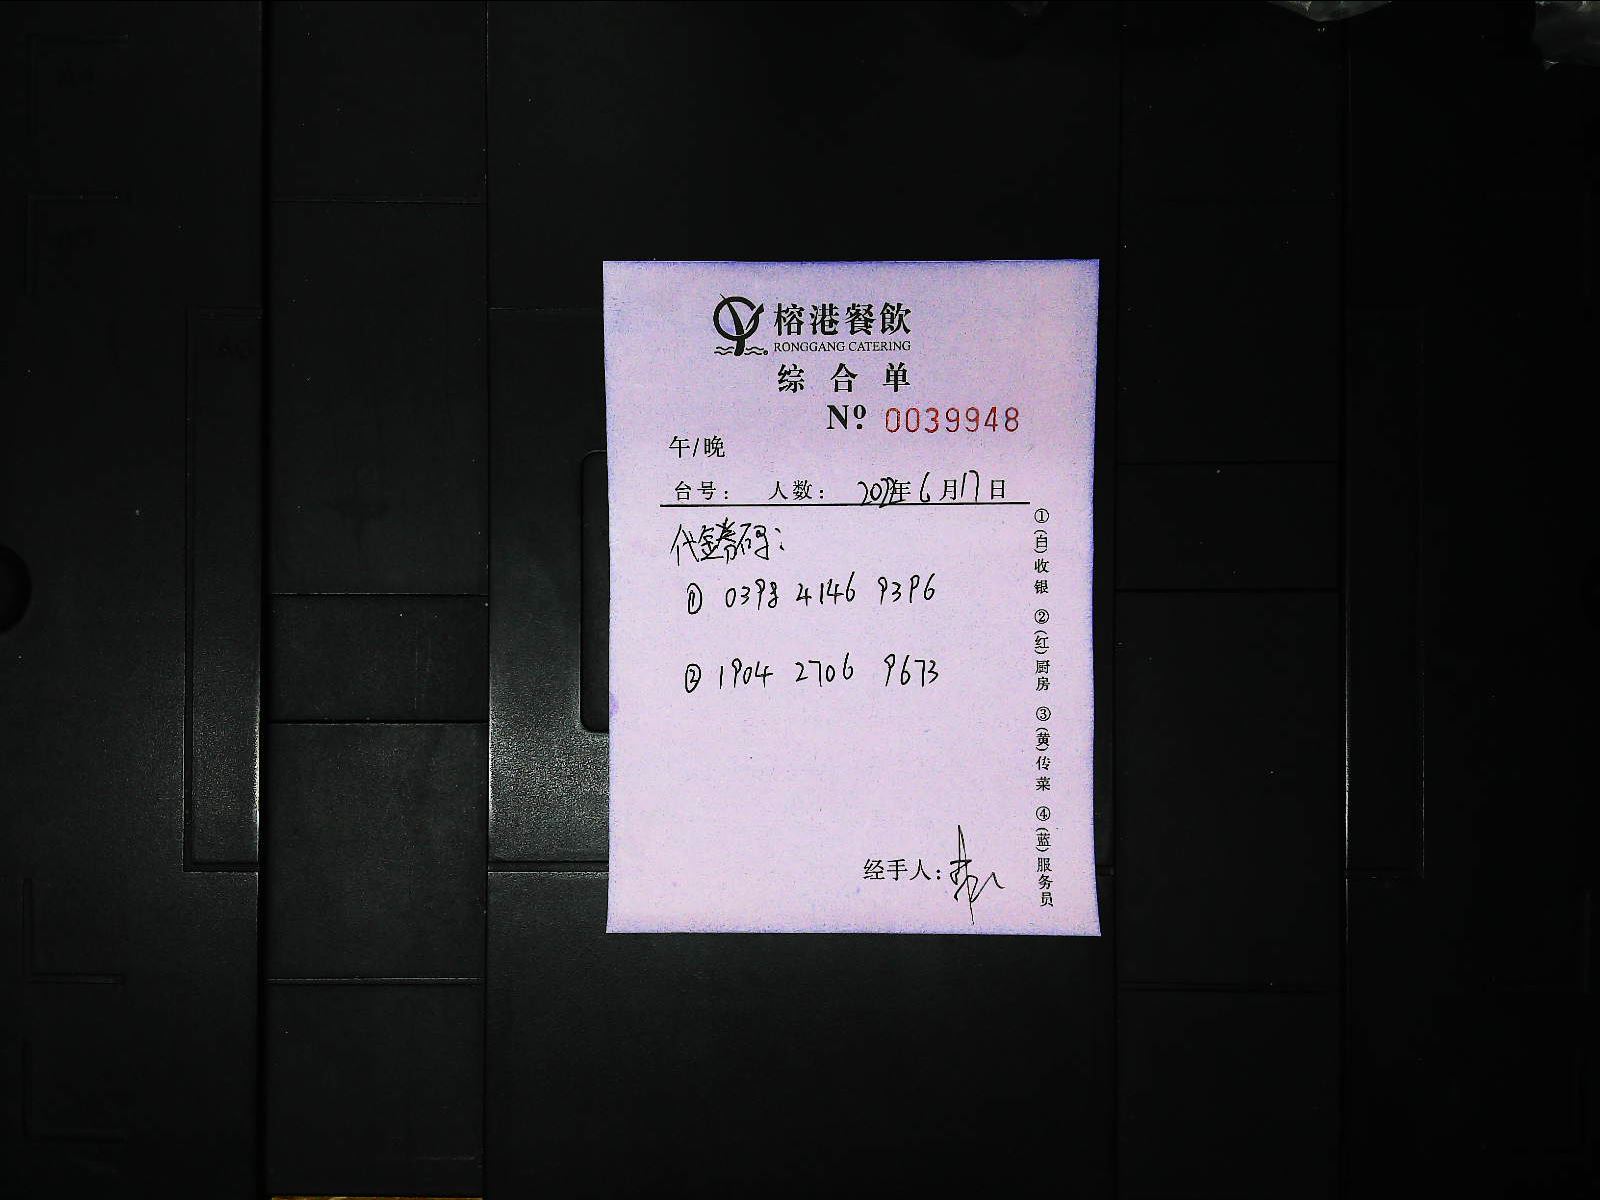 榕港餐飲
RONGGANG CATERING
综合单
Nº 0039948
午/晚
台号： 人数： 年6月17日
代金券码：
① 0398 4146 9396
② 1904 2706 9673
经手人：
①(白)收银 ②(红)厨房 ③(黄)传菜 ④(蓝)服务员